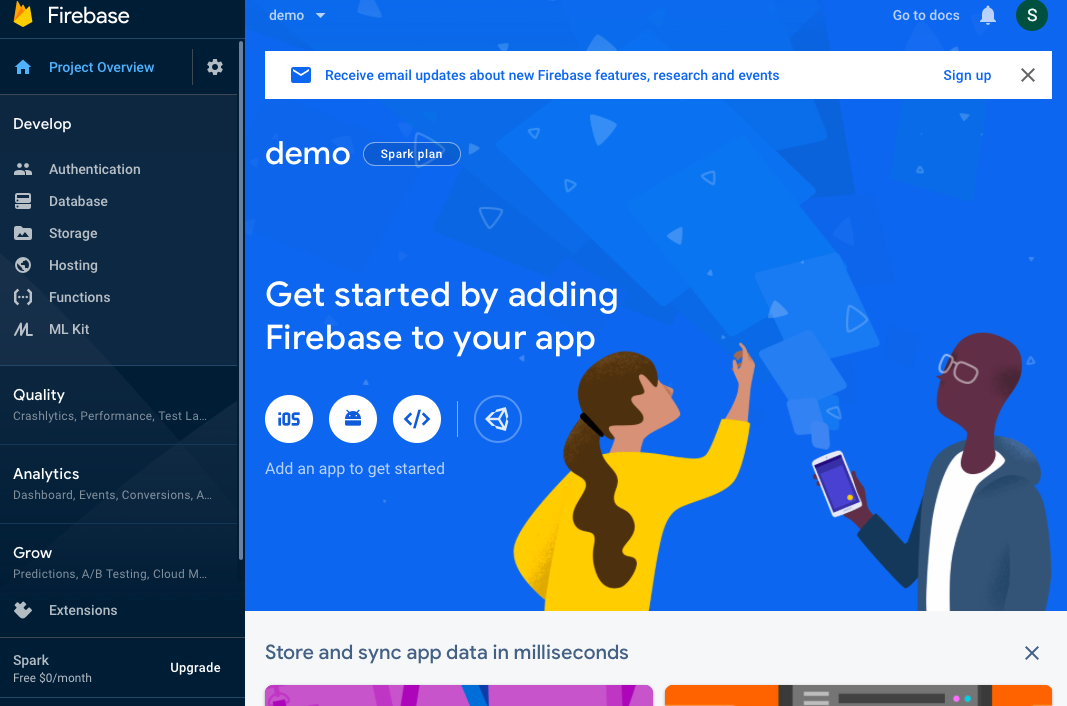 Firebase
demo
Go to docs
S
Project Overview
Receive email updates about new Firebase features, research and events
Sign up
Develop
Authentication
Database
Storage
Hosting
Functions
ML Kit
demo
Spark plan
Get started by adding
Firebase to your app
iOS
Add an app to get started
Quality
Crashlytics, Performance, Test La...
Analytics
Dashboard, Events, Conversions, A...
Grow
Predictions, A/B Testing, Cloud M...
Extensions
Spark
Free $0/month
Upgrade
Store and sync app data in milliseconds